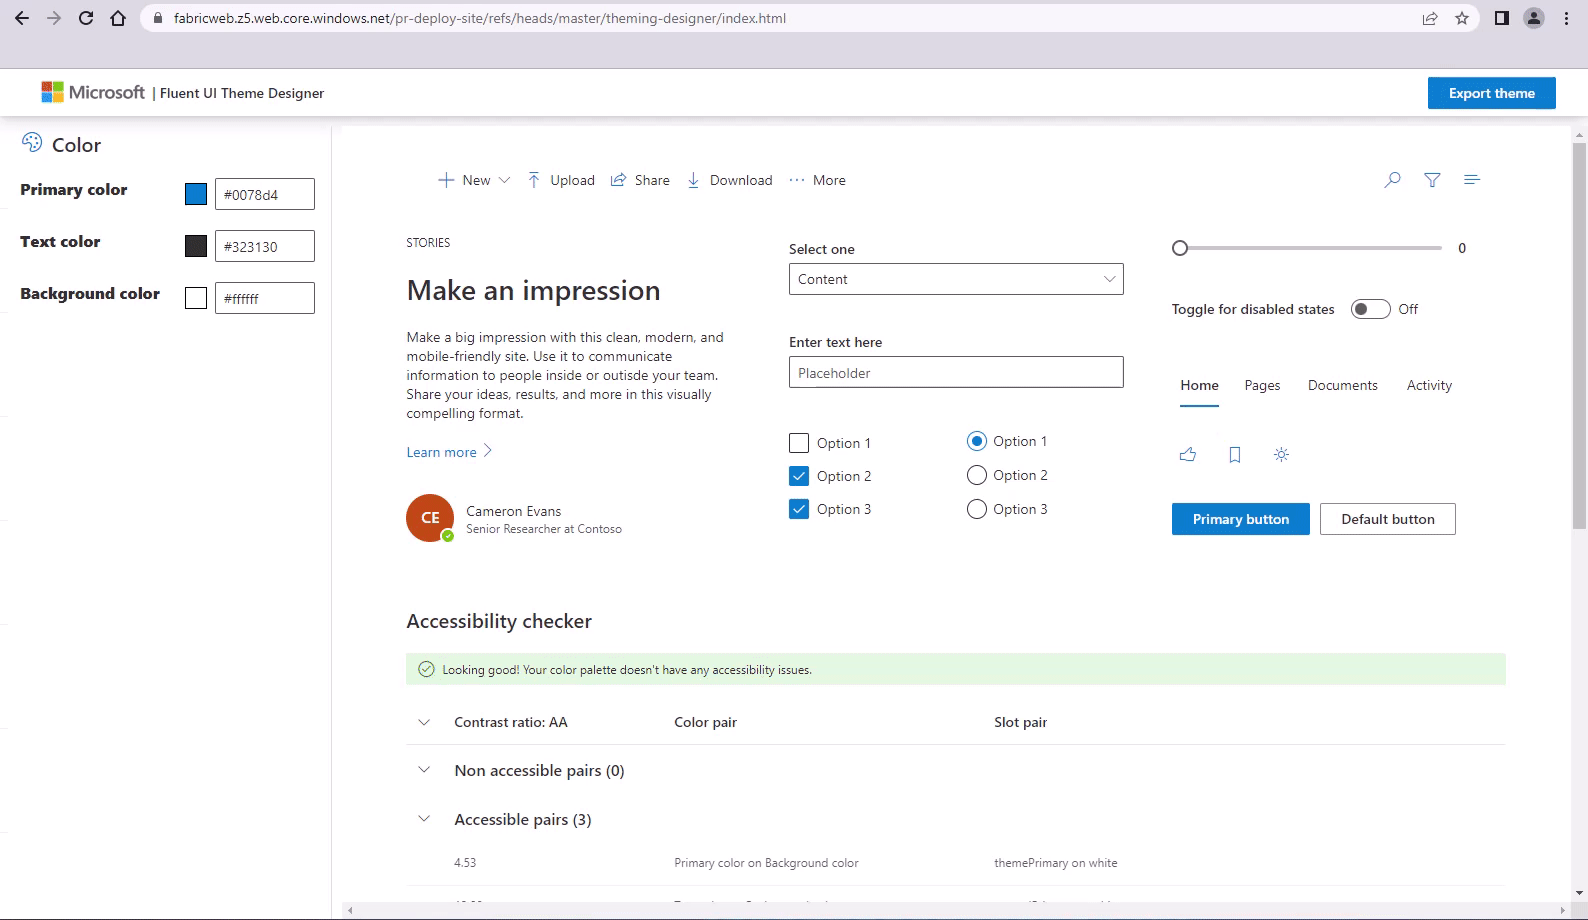 fabricweb.z5.web.core.windows.net/pr-deploy-site/refs/heads/master/theming-designer/index.html
Microsoft | Fluent UI Theme Designer
Export theme
Color
Primary color
#0078d4
Text color
#323130
Background color
#ffffff
New
Upload
Share
Download
More
STORIES
Make an impression
Make a big impression with this clean, modern, and
mobile-friendly site. Use it to communicate
information to people inside or outisde your team.
Share your ideas, results, and more in this visually
compelling format.
Learn more
CE
Cameron Evans
Senior Researcher at Contoso
Select one
Content
Enter text here
Placeholder
Option 1
Option 2
Option 3
Option 1
Option 2
Option 3
0
Toggle for disabled states
Off
Home
Pages
Documents
Activity
Primary button
Default button
Accessibility checker
Looking good! Your color palette doesn't have any accessibility issues.
Contrast ratio: AA
Color pair
Slot pair
Non accessible pairs (0)
Accessible pairs (3)
4.53
Primary color on Background color
themePrimary on white